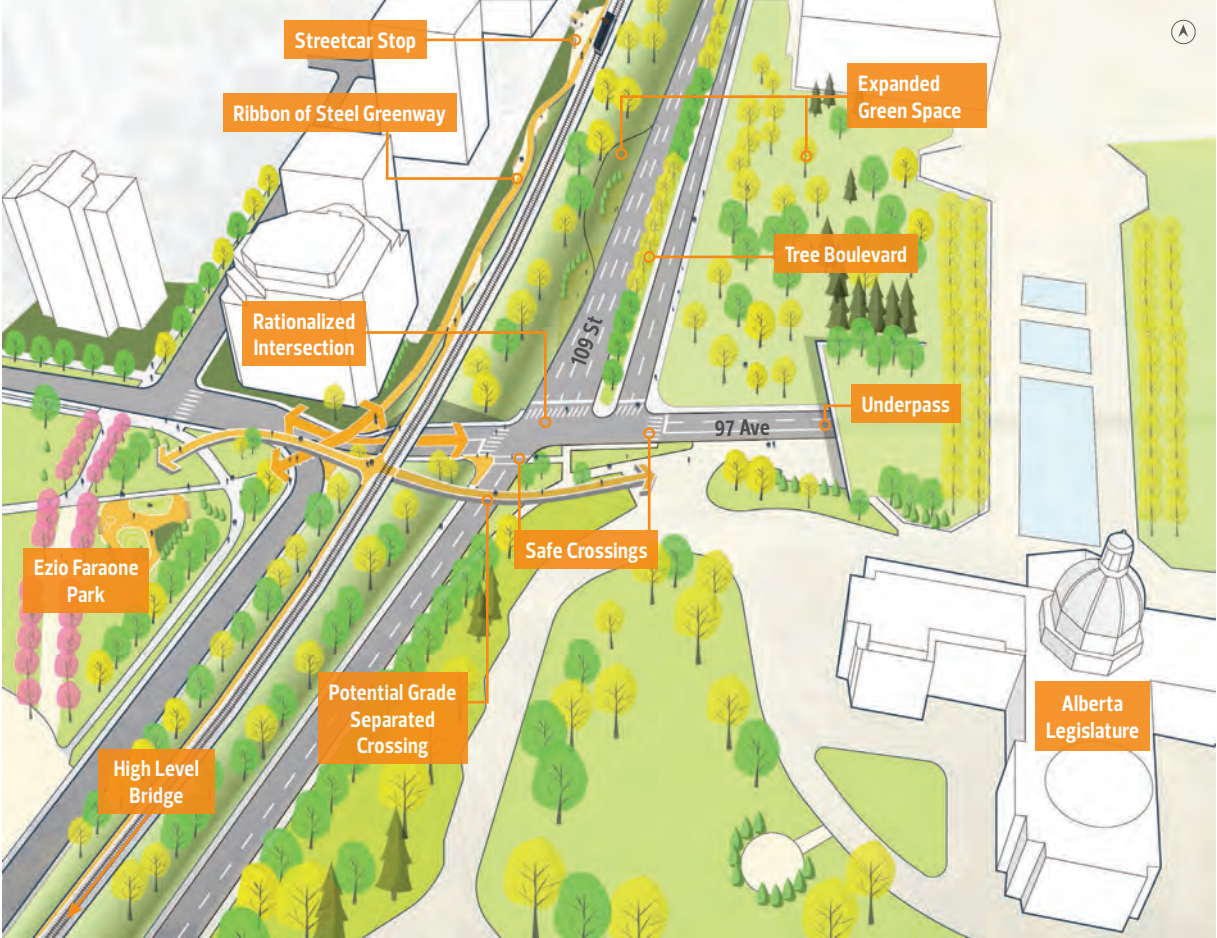 Streetcar Stop
Ribbon of Steel Greenway
Expanded
Green Space
Tree Boulevard
Rationalized
Intersection
109 St
Underpass
97 Ave
Safe Crossings
Ezio Faraone
Park
Potential Grade
Separated
Crossing
Alberta
Legislature
High Level
Bridge